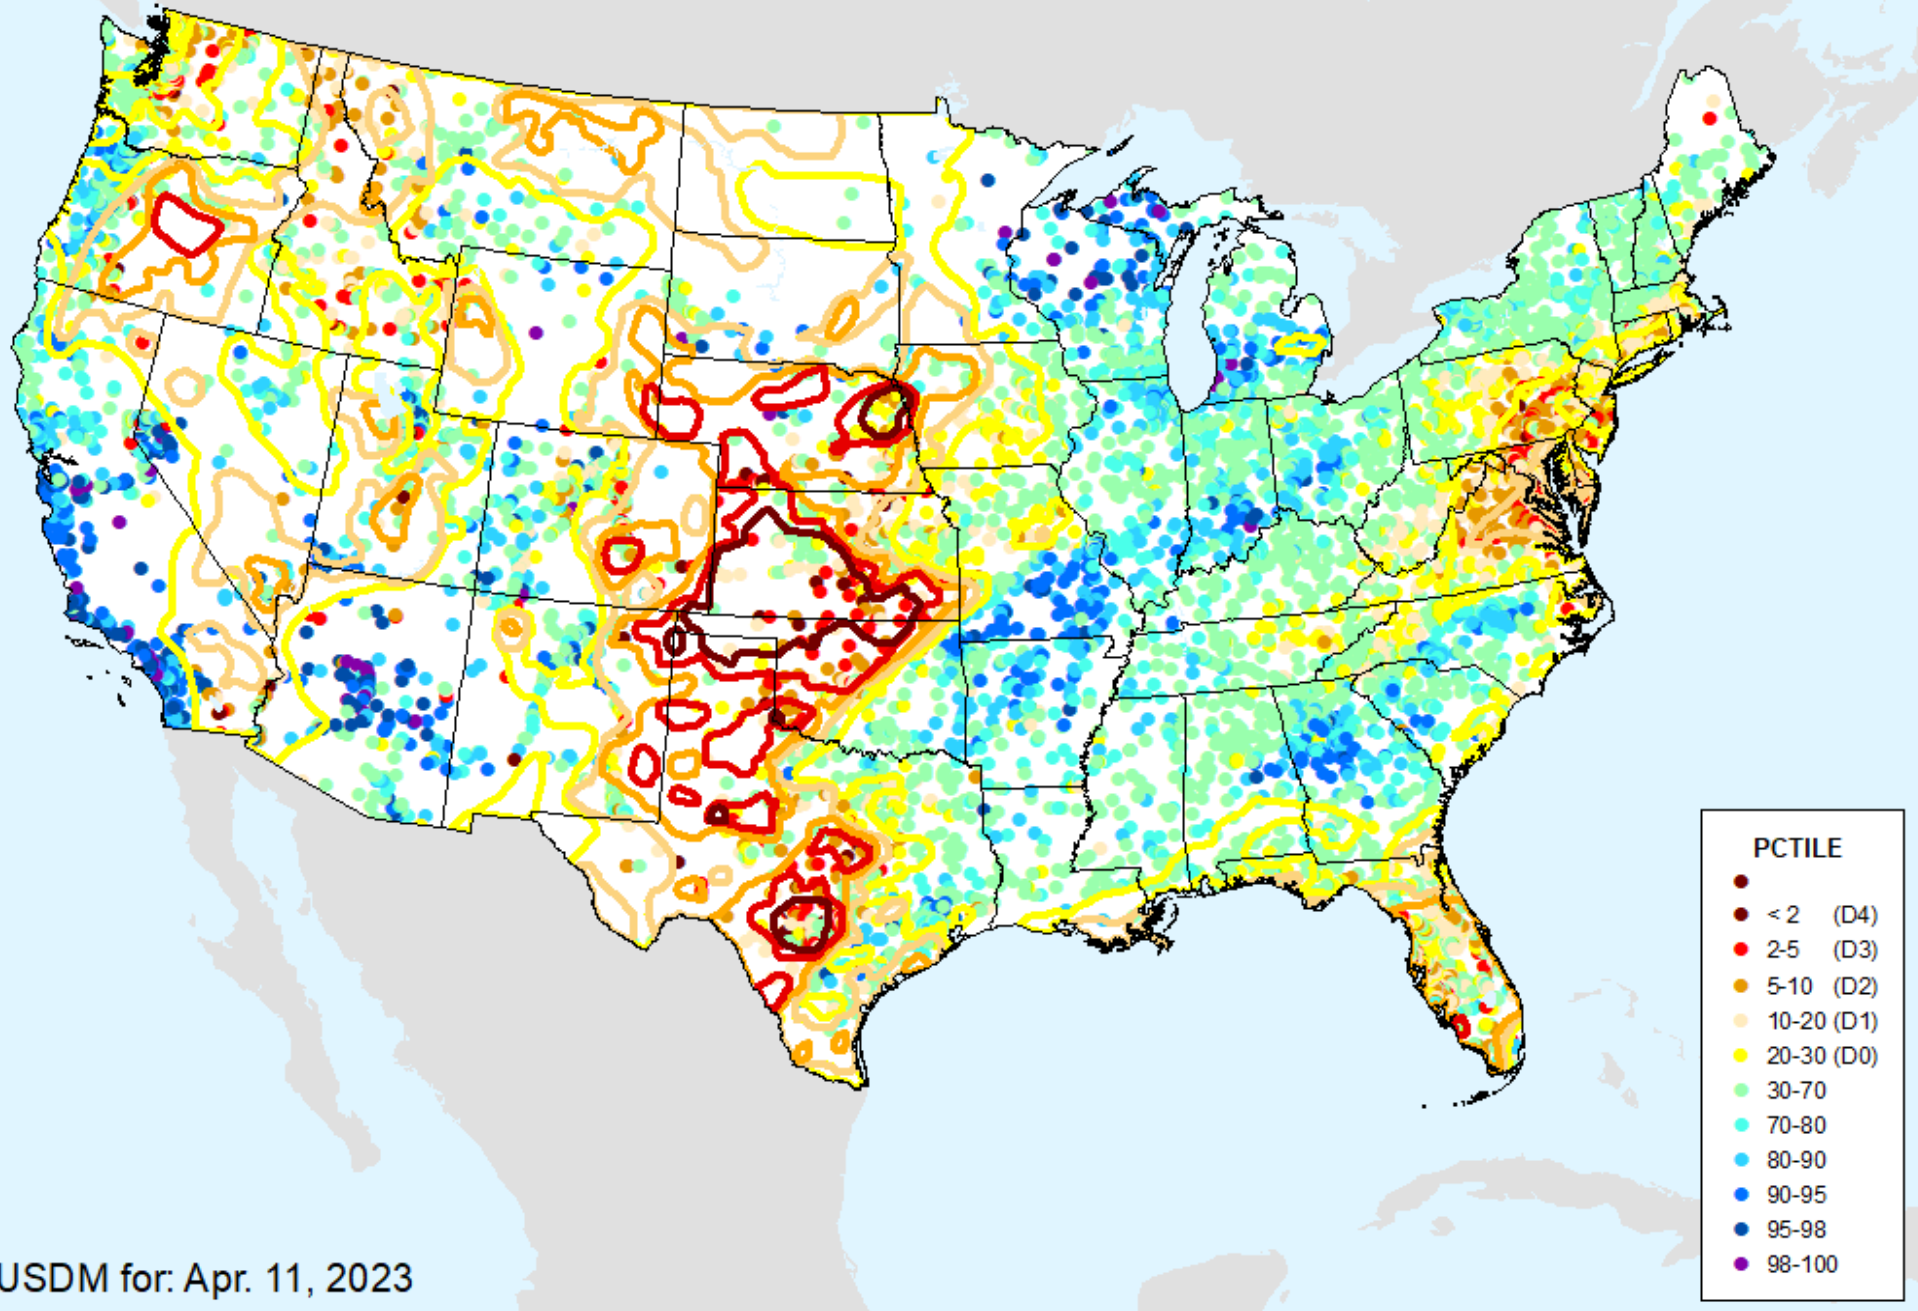 PCTILE
< 2 (D4)
2-5 (D3)
5-10 (D2)
10-20 (D1)
20-30 (D0)
30-70
70-80
80-90
90-95
95-98
98-100
USDM for: Apr. 11, 2023